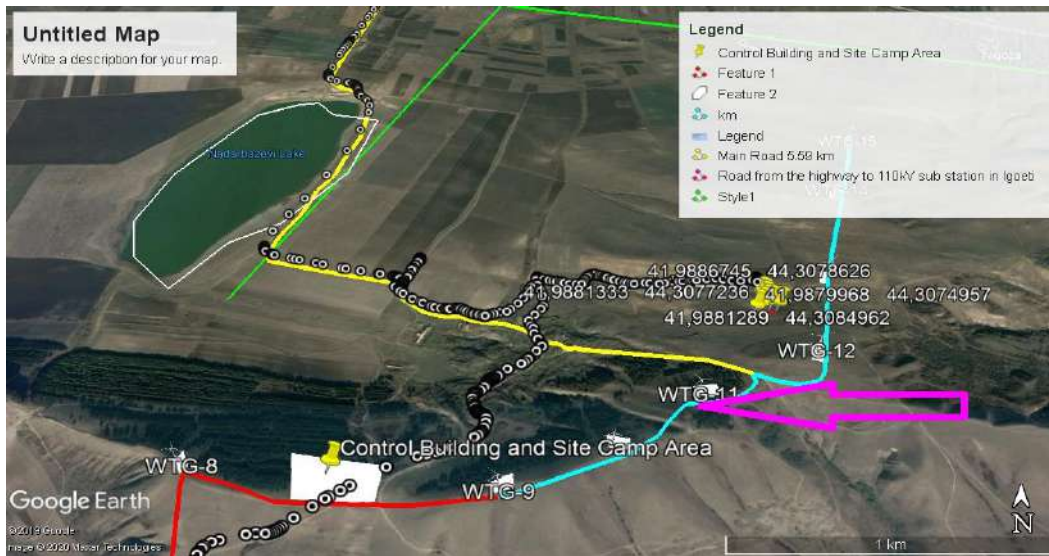 Untitled Map
Write a description for your map.
Legend
Control Building and Site Camp Area
Feature 1
Feature 2
km
Legend
Main Road 5.59 km
Road from the highway to 110kV sub station in Igoeti
Style1
Nadarbazevi Lake
WTG-15
41,9886745 44,3078626
41,9881333 44,3077236
41,9879968 44,3074957
41,9881289 44,3084962
WTG-12
WTG-11
Control Building and Site Camp Area
WTG-8
WTG-9
Google Earth
©2019 Google
Image © 2020 Maxar Technologies
1 km
N